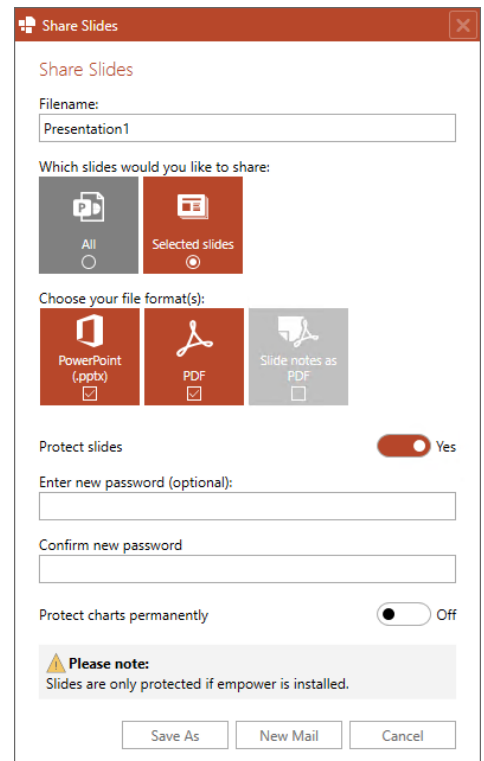 Share Slides
Share Slides
Filename:
Presentation1
Which slides would you like to share:
All
Selected slides
Choose your file format(s):
PowerPoint
(.pptx)
PDF
Slide notes as
PDF
Protect slides
Yes
Enter new password (optional):
Confirm new password
Protect charts permanently
Off
Please note:
Slides are only protected if empower is installed.
Save As
New Mail
Cancel